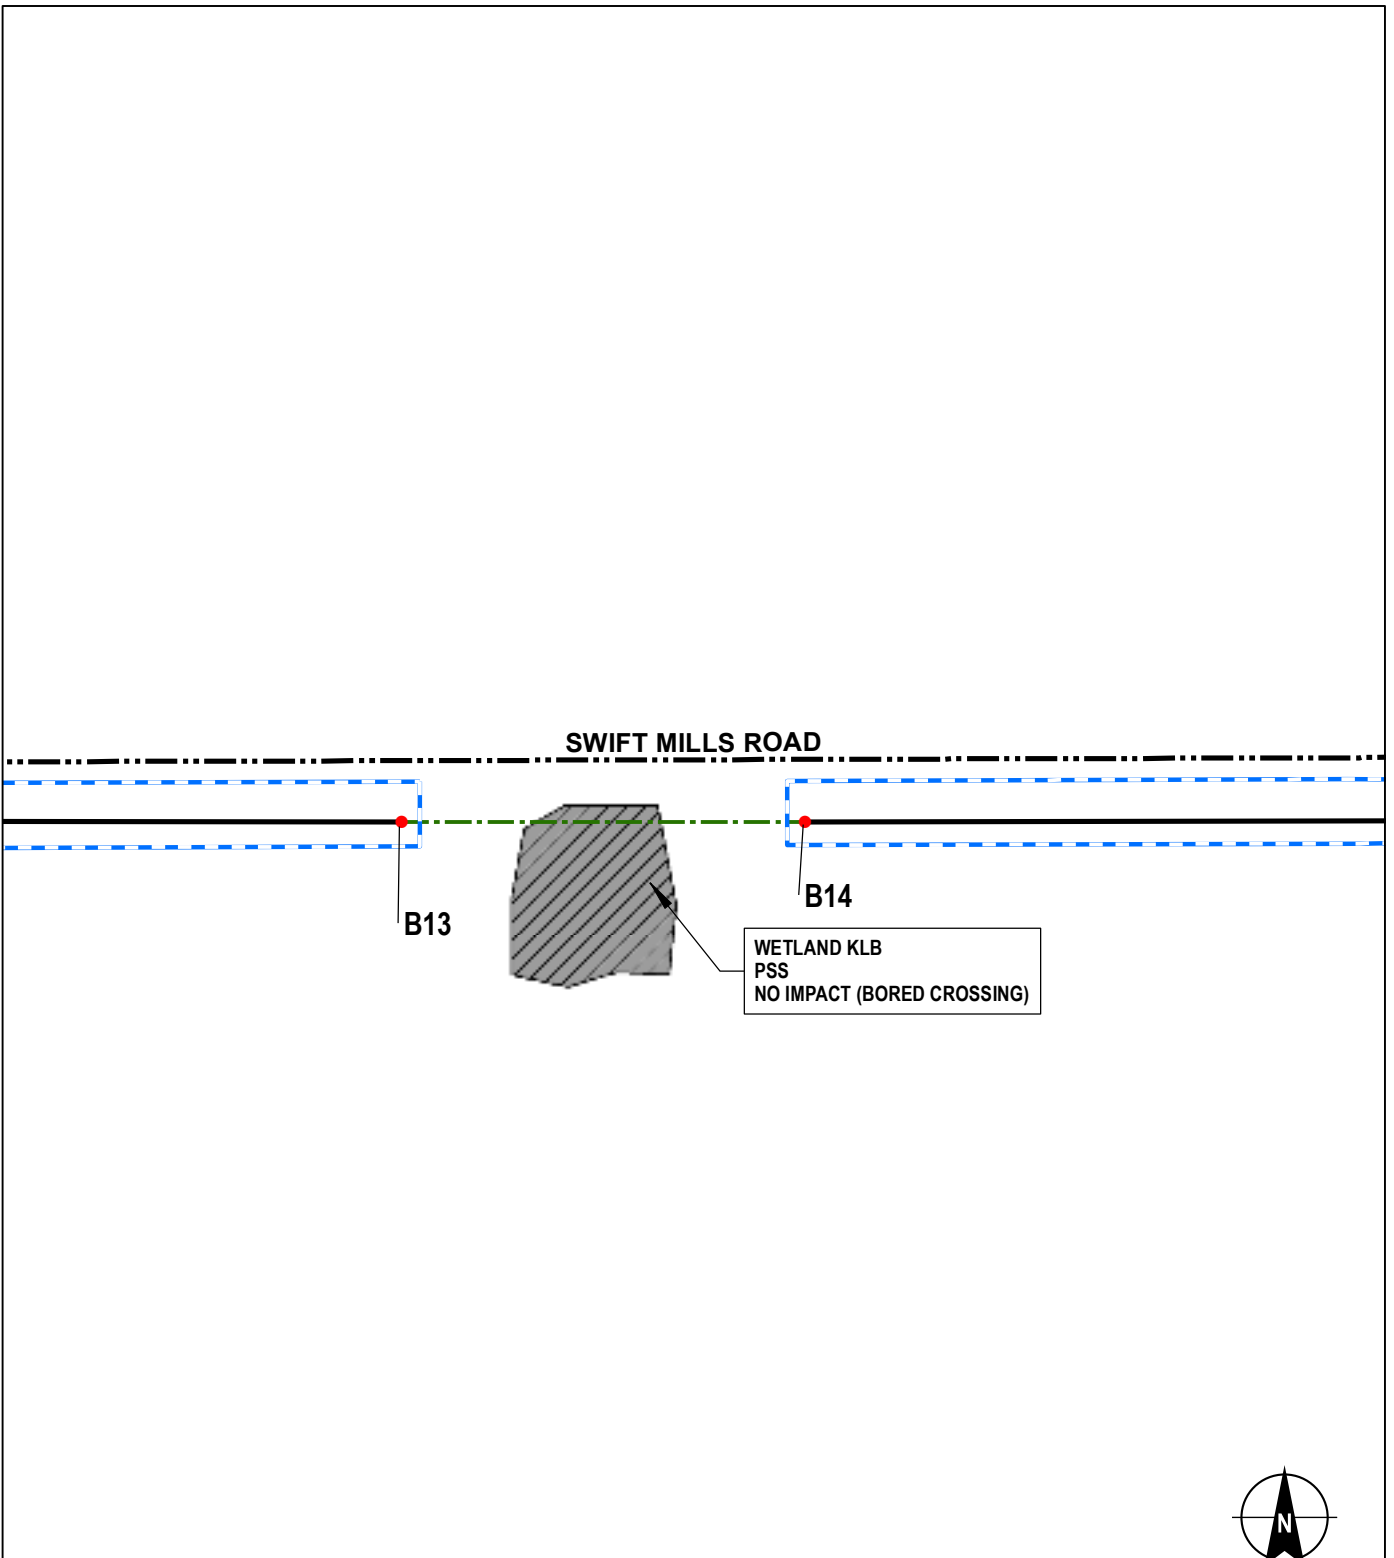 SWIFT MILLS ROAD
B13
B14
WETLAND KLB
PSS
NO IMPACT (BORED CROSSING)
N